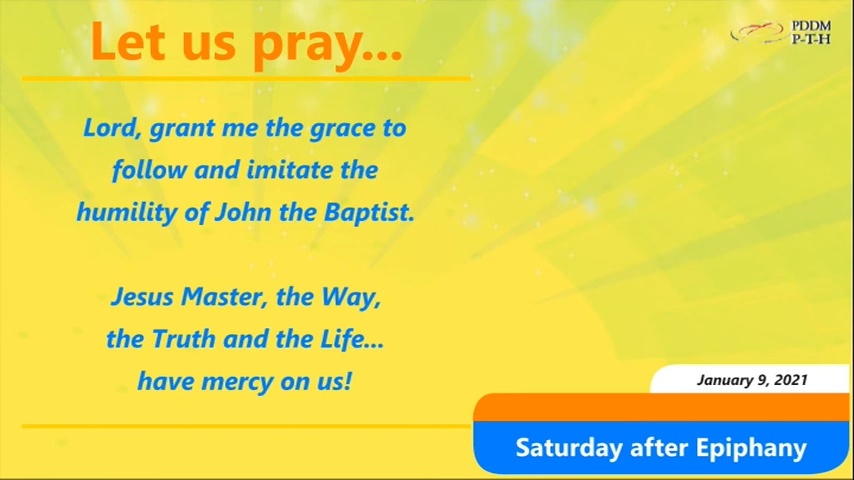 Let us pray...
PDDM
P-T-H
Lord, grant me the grace to
follow and imitate the
humility of John the Baptist.
Jesus Master, the Way,
the Truth and the Life...
have mercy on us!
January 9, 2021
Saturday after Epiphany